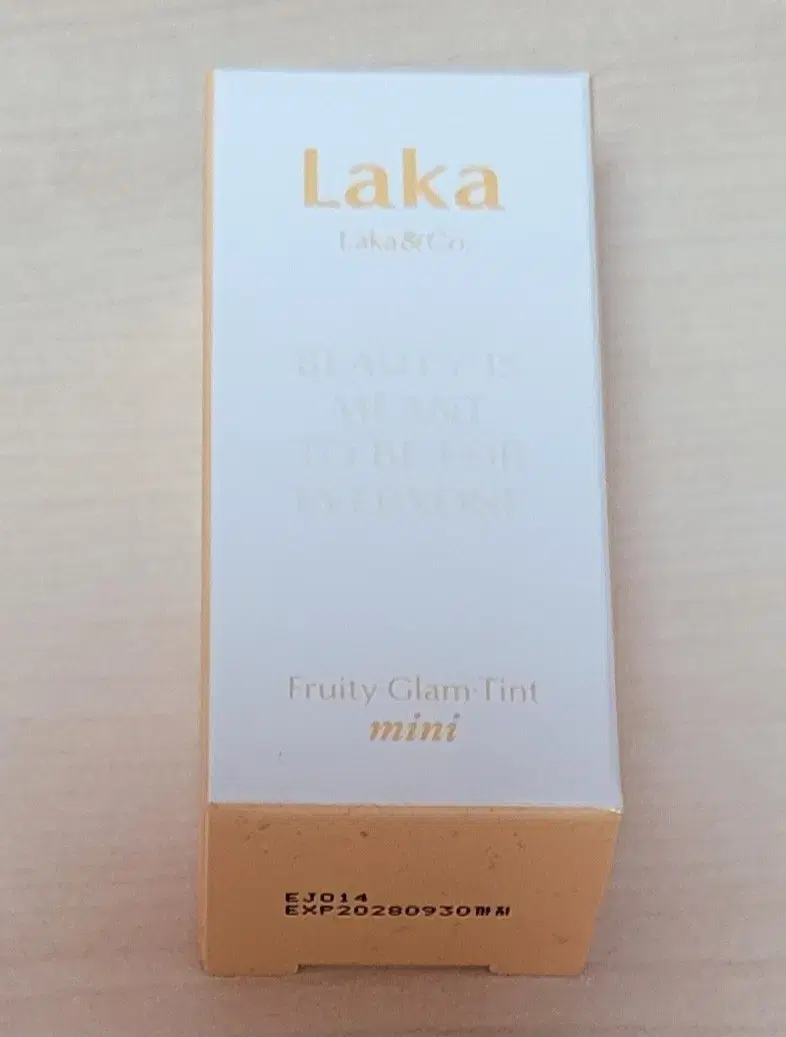 Laka
Laka&Co.
BEAUTY IS
MEANT
TO BE FOR
EVERYONE
Fruity Glam Tint
mini
EJ014
EXP20280930까지